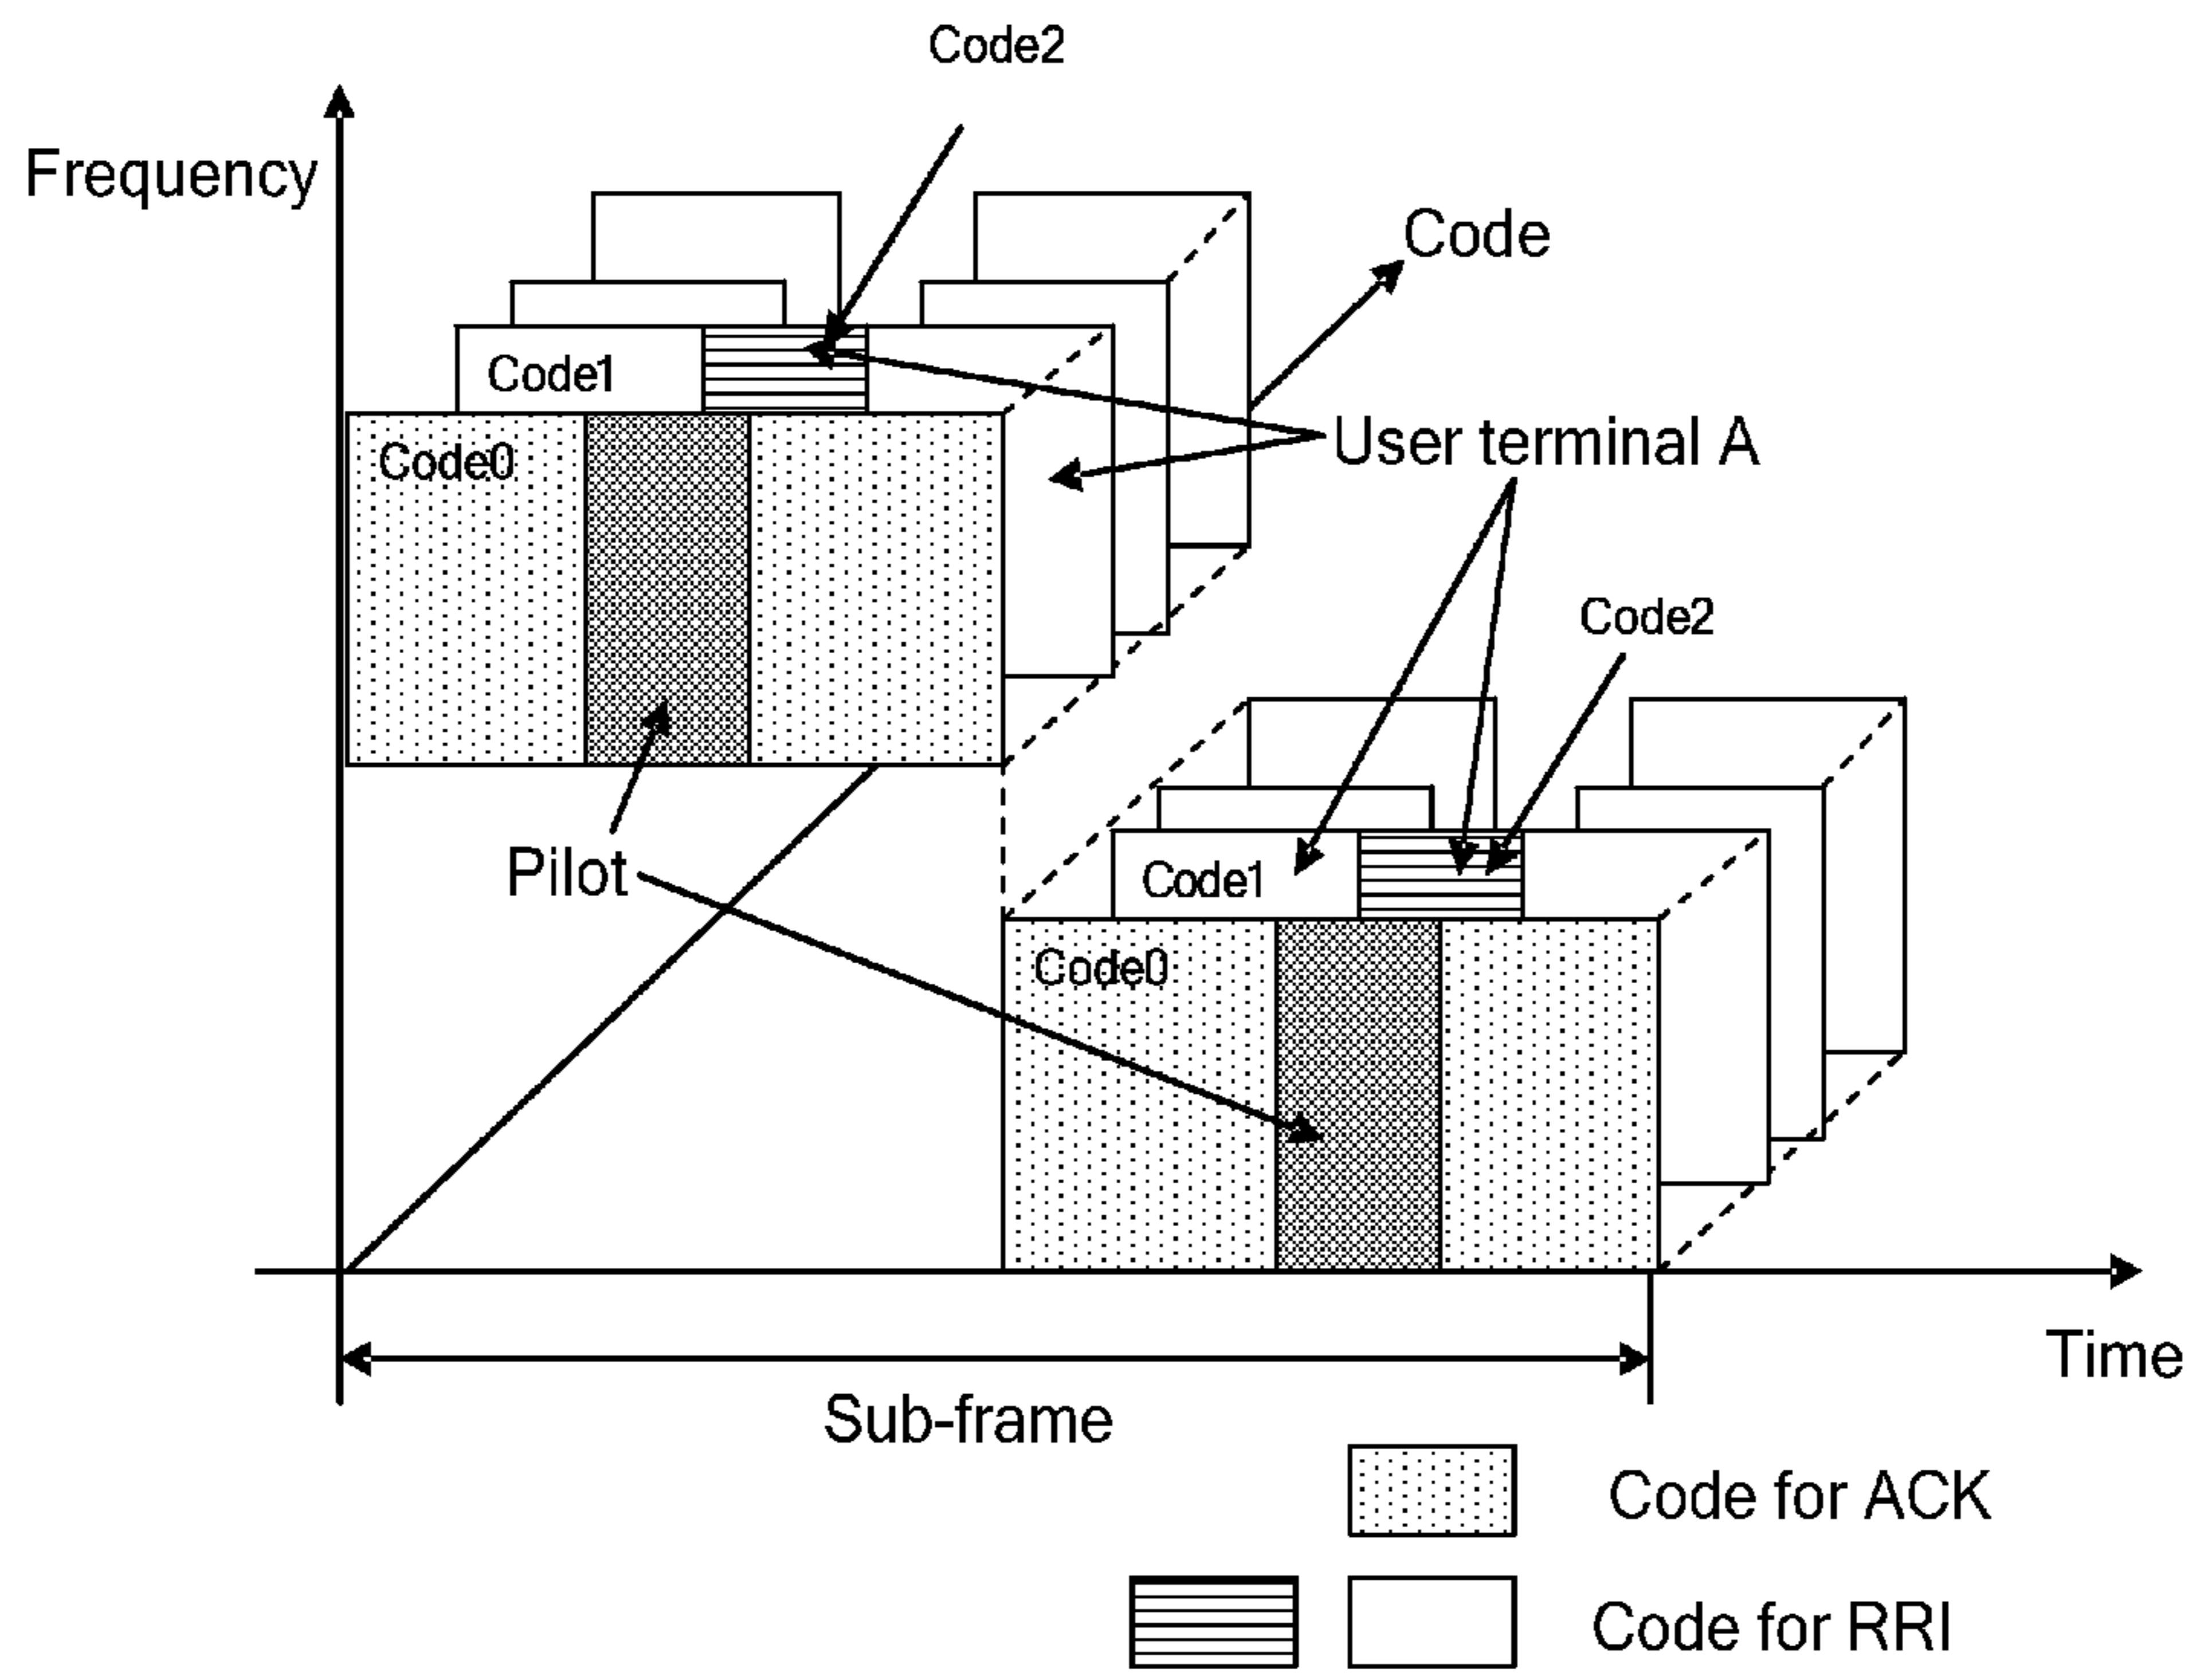 Code2
Frequency
Code
Code1
User terminal A
Code0
Code2
Pilot
Code1
Code0
Time
Sub-frame
Code for ACK
Code for RRI